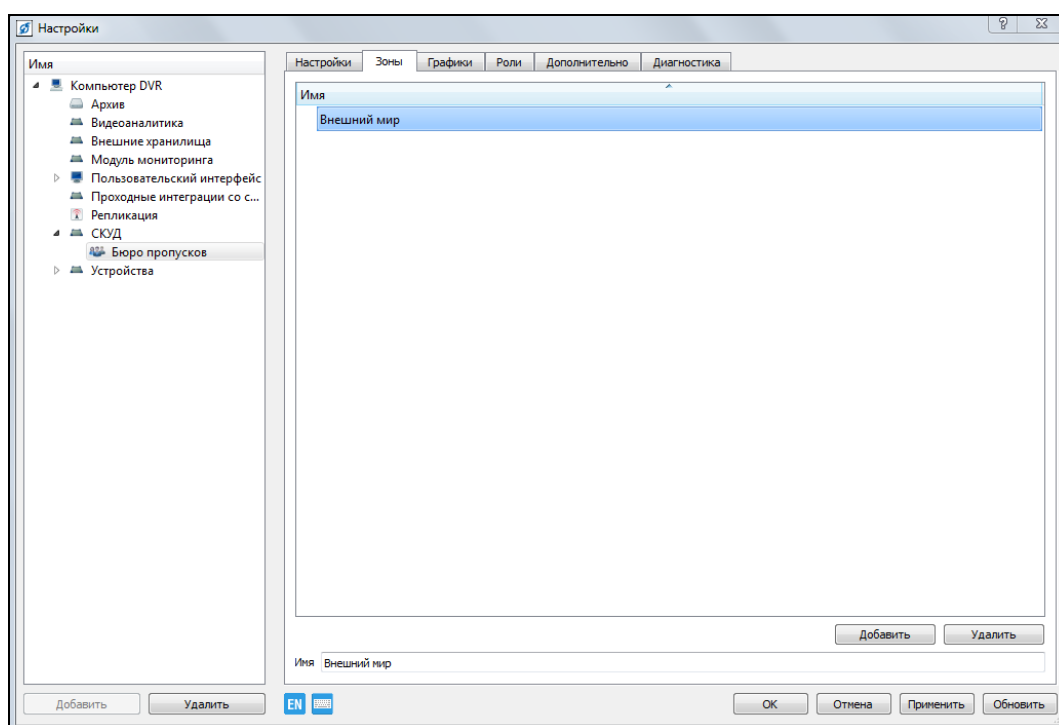 Настройки
Имя
Компьютер DVR
Архив
Видеоаналитика
Внешние хранилища
Модуль мониторинга
Пользовательский интерфейс
Проходные интеграции со с...
Репликация
СКУД
Бюро пропусков
Устройства
Настройки Зоны Графики Роли Дополнительно Диагностика
Имя
Внешний мир
Добавить Удалить
Имя Внешний мир
Добавить Удалить EN OK Отмена Применить Обновить